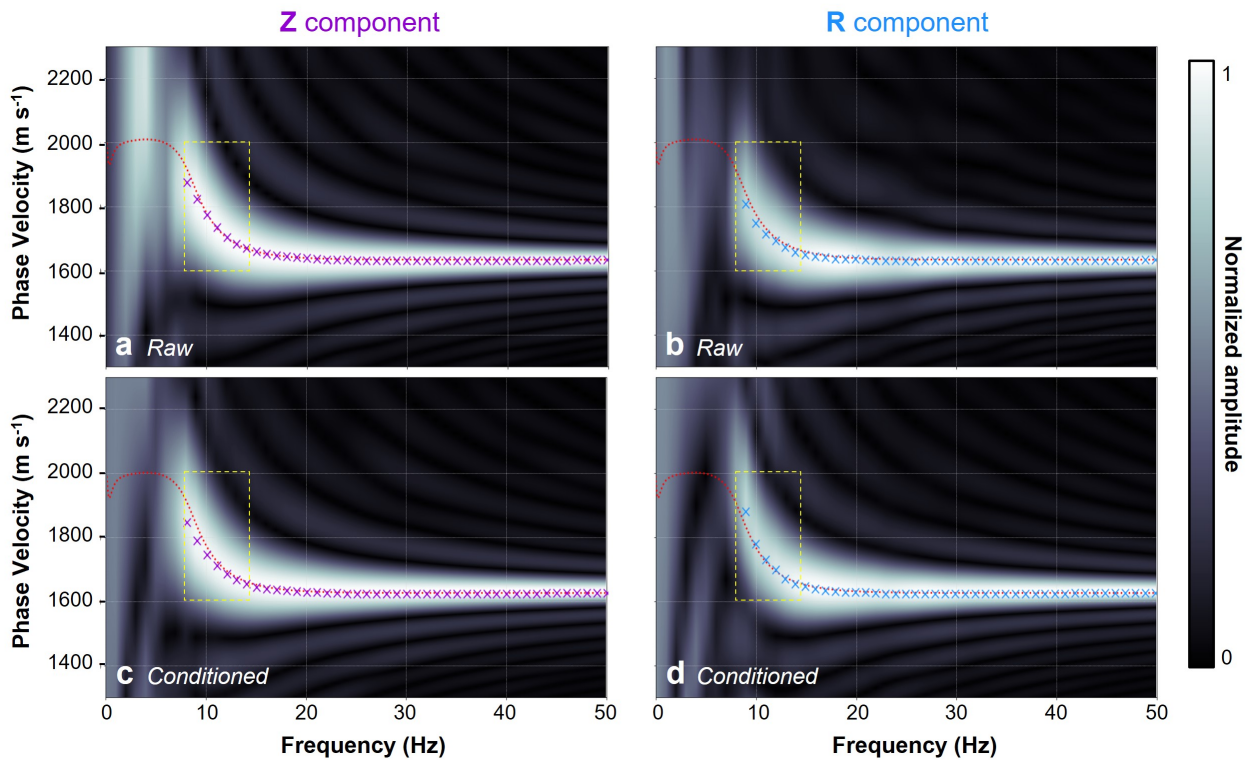 Z component
R component
Phase Velocity (m s⁻¹)
2200
2000
1800
1600
1400
a Raw
b Raw
1
Normalized amplitude
0
Phase Velocity (m s⁻¹)
2200
2000
1800
1600
1400
c Conditioned
d Conditioned
0 10 20 30 40 50
0 10 20 30 40 50
Frequency (Hz)
Frequency (Hz)